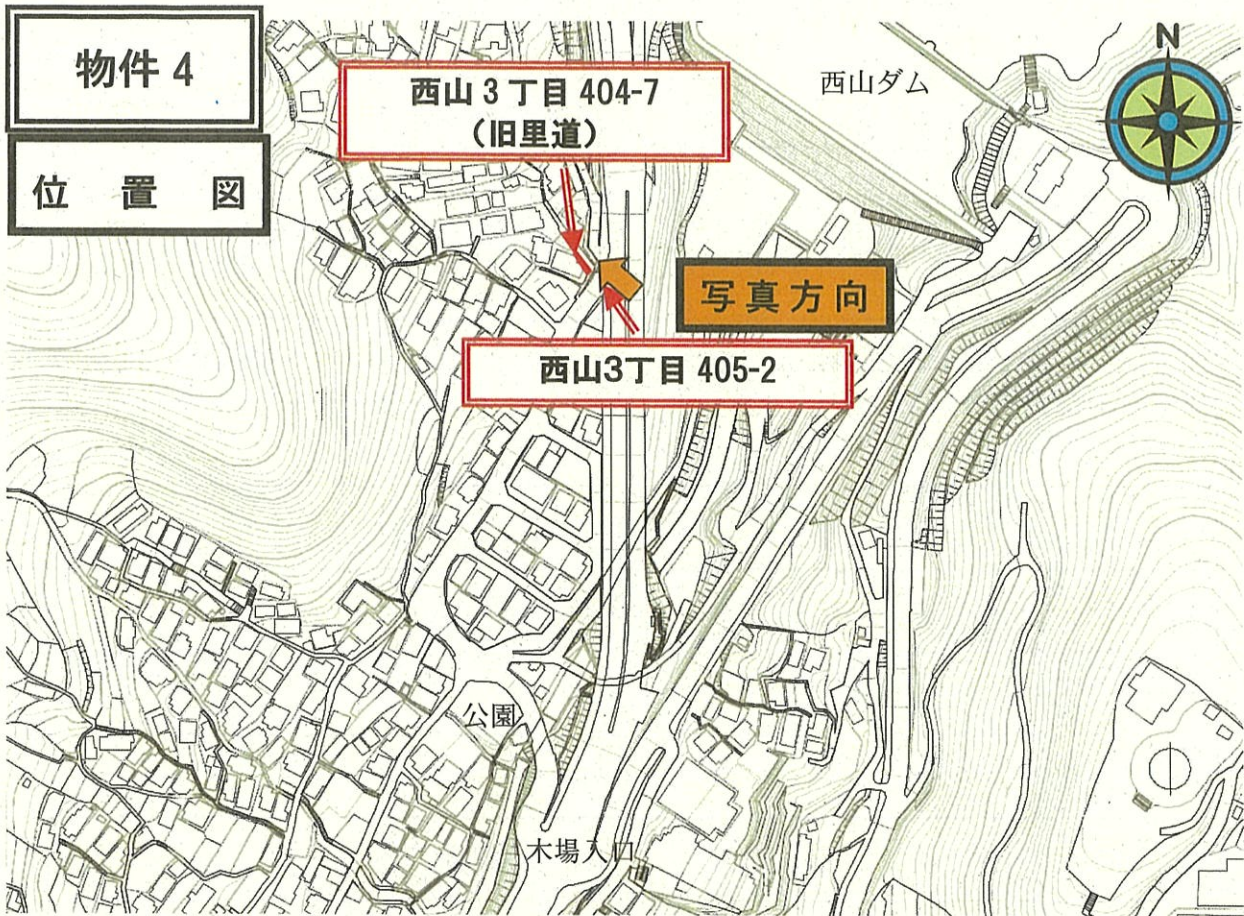 物件 4
位 置 図
西山 3 丁目 404-7
（旧里道）
西山ダム
N
写真方向
西山3丁目 405-2
公園
木場入口